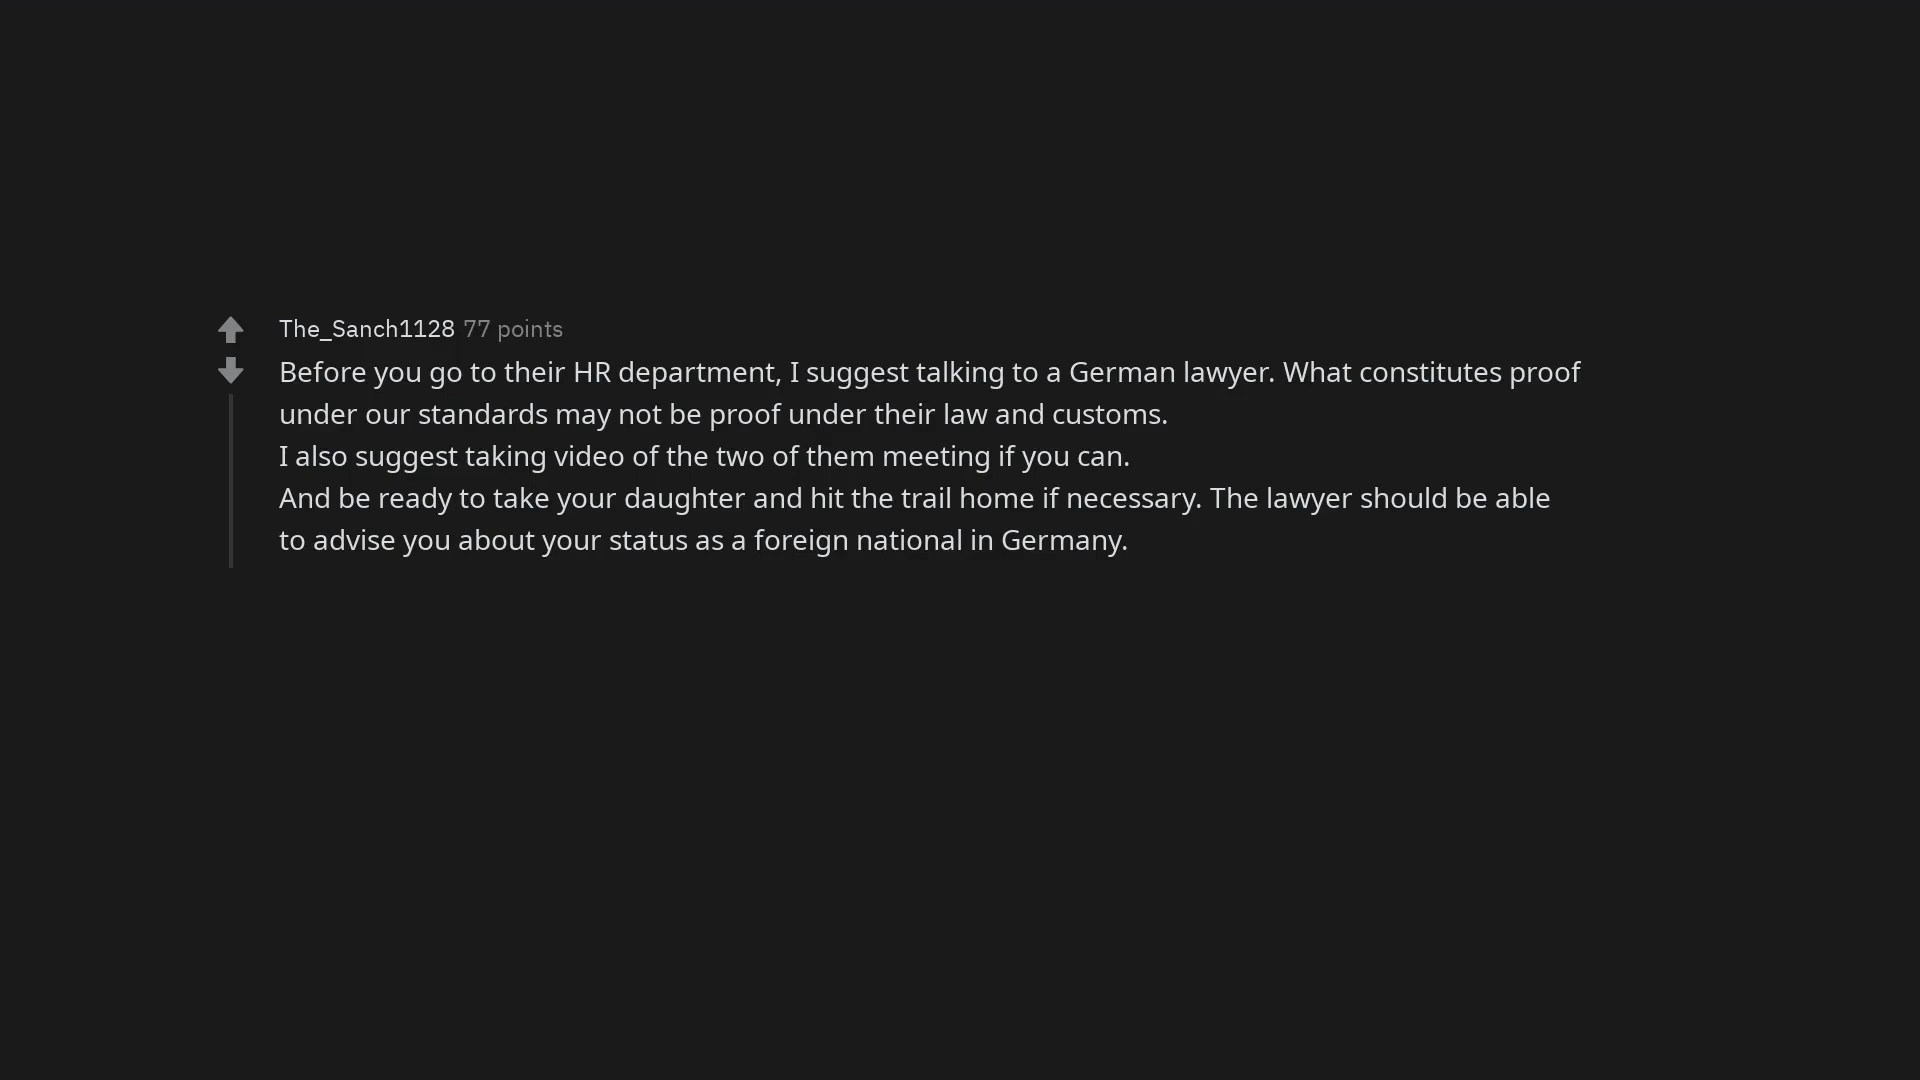 The_Sanch1128 77 points
Before you go to their HR department, I suggest talking to a German lawyer. What constitutes proof
under our standards may not be proof under their law and customs.
I also suggest taking video of the two of them meeting if you can.
And be ready to take your daughter and hit the trail home if necessary. The lawyer should be able
to advise you about your status as a foreign national in Germany.